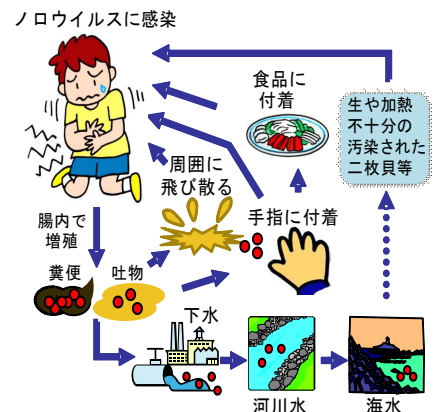 ノロウイルスに感染
食品に
付着
生や加熱
不十分の
汚染された
二枚貝等
周囲に
飛び散る
手指に付着
腸内で
増殖
糞便
吐物
下水
河川水
海水